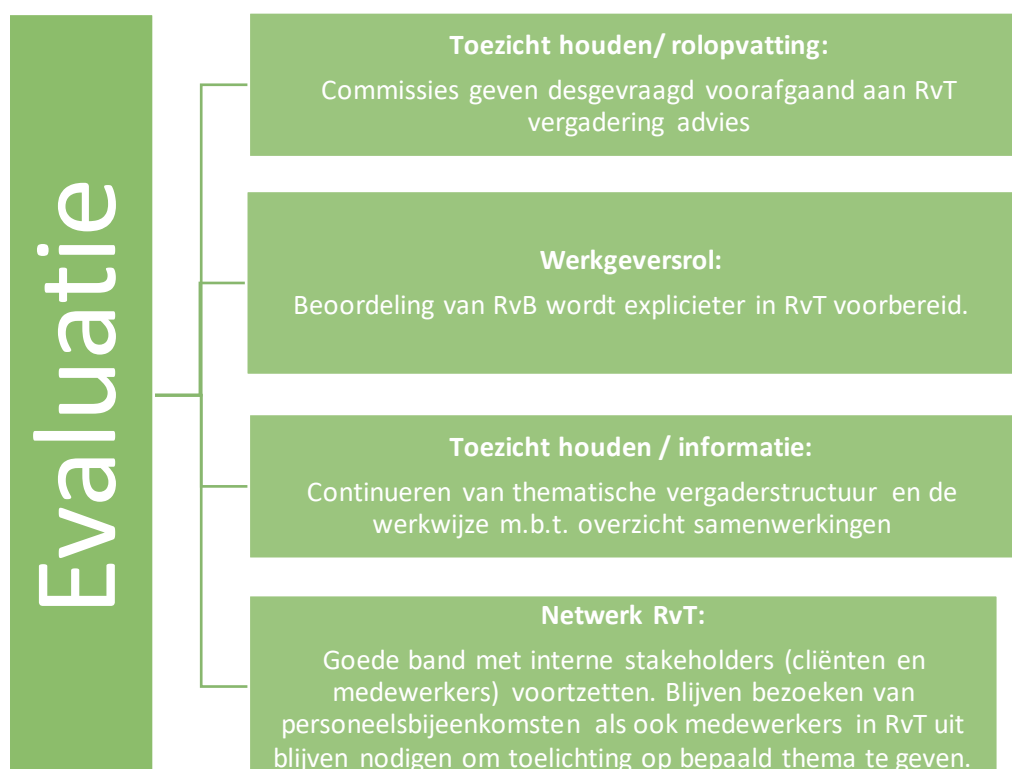 Evaluatie
Toezicht houden/ rolopvatting:
Commissies geven desgevraagd voorafgaand aan RvT
vergadering advies
Werkgeversrol:
Beoordeling van RvB wordt explicieter in RvT voorbereid.
Toezicht houden / informatie:
Continueren van thematische vergaderstructuur en de
werkwijze m.b.t. overzicht samenwerkingen
Netwerk RvT:
Goede band met interne stakeholders (cliënten en
medewerkers) voortzetten. Blijven bezoeken van
personeelsbijeenkomsten als ook medewerkers in RvT uit
blijven nodigen om toelichting op bepaald thema te geven.